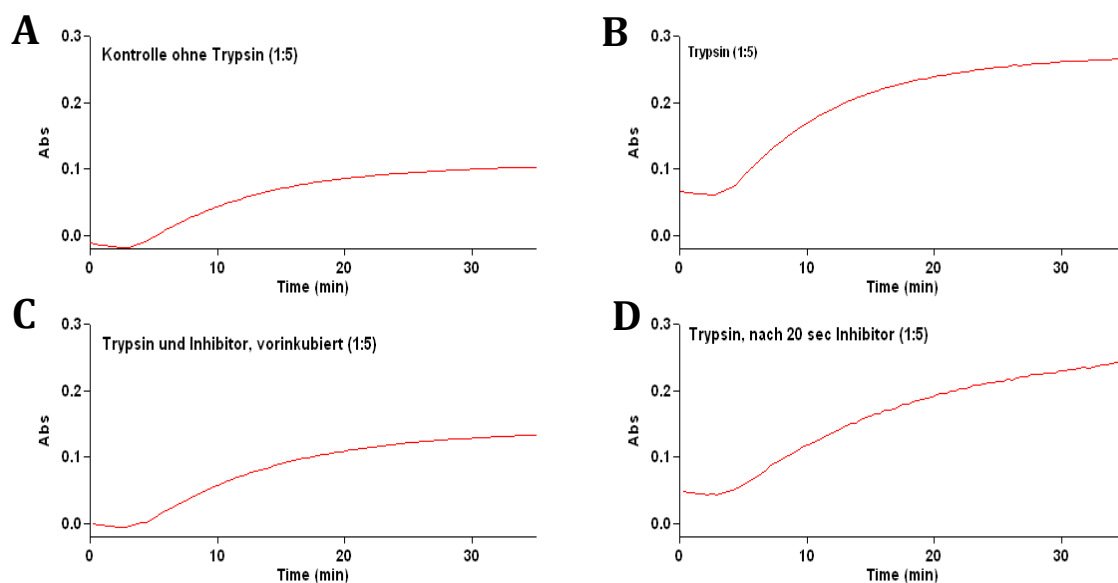 A
0.3
Kontrolle ohne Trypsin (1:5)
0.2
Abs
0.1
0.0
0 10 20 30
Time (min)
B
0.3
Trypsin (1:5)
0.2
Abs
0.1
0.0
0 10 20 30
Time (min)
C
0.3
Trypsin und Inhibitor, vorinkubiert (1:5)
0.2
Abs
0.1
0.0
0 10 20 30
Time (min)
D
0.3
Trypsin, nach 20 sec Inhibitor (1:5)
0.2
Abs
0.1
0.0
0 10 20 30
Time (min)